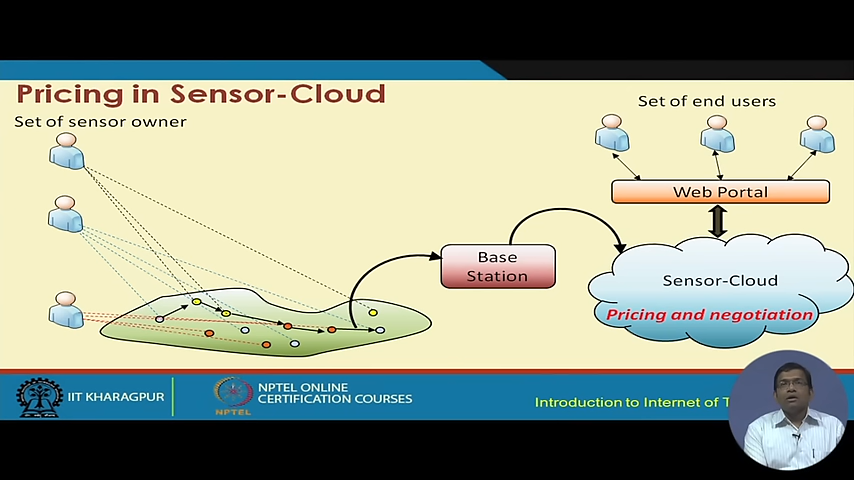 Pricing in Sensor-Cloud
Set of sensor owner
Set of end users
Web Portal
Base
Station
Sensor-Cloud
Pricing and negotiation
IIT KHARAGPUR
NPTEL
NPTEL ONLINE
CERTIFICATION COURSES
Introduction to Internet of